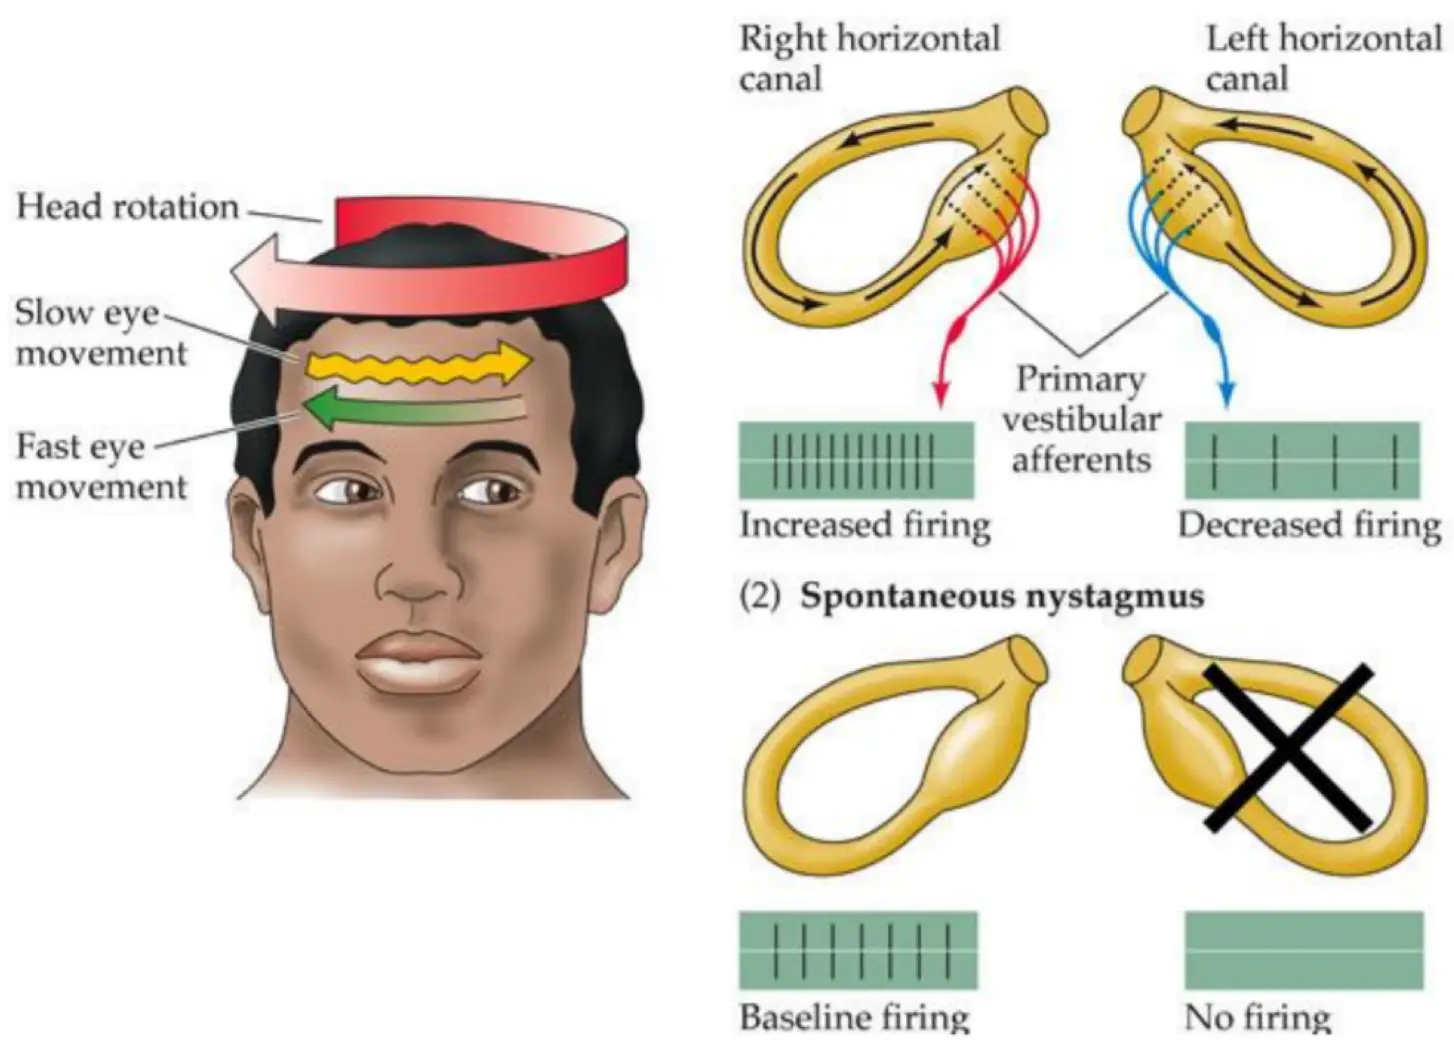 Head rotation
Slow eye
movement
Fast eye
movement
Right horizontal
canal
Left horizontal
canal
Primary
vestibular
afferents
Increased firing
Decreased firing
(2) Spontaneous nystagmus
Baseline firing
No firing